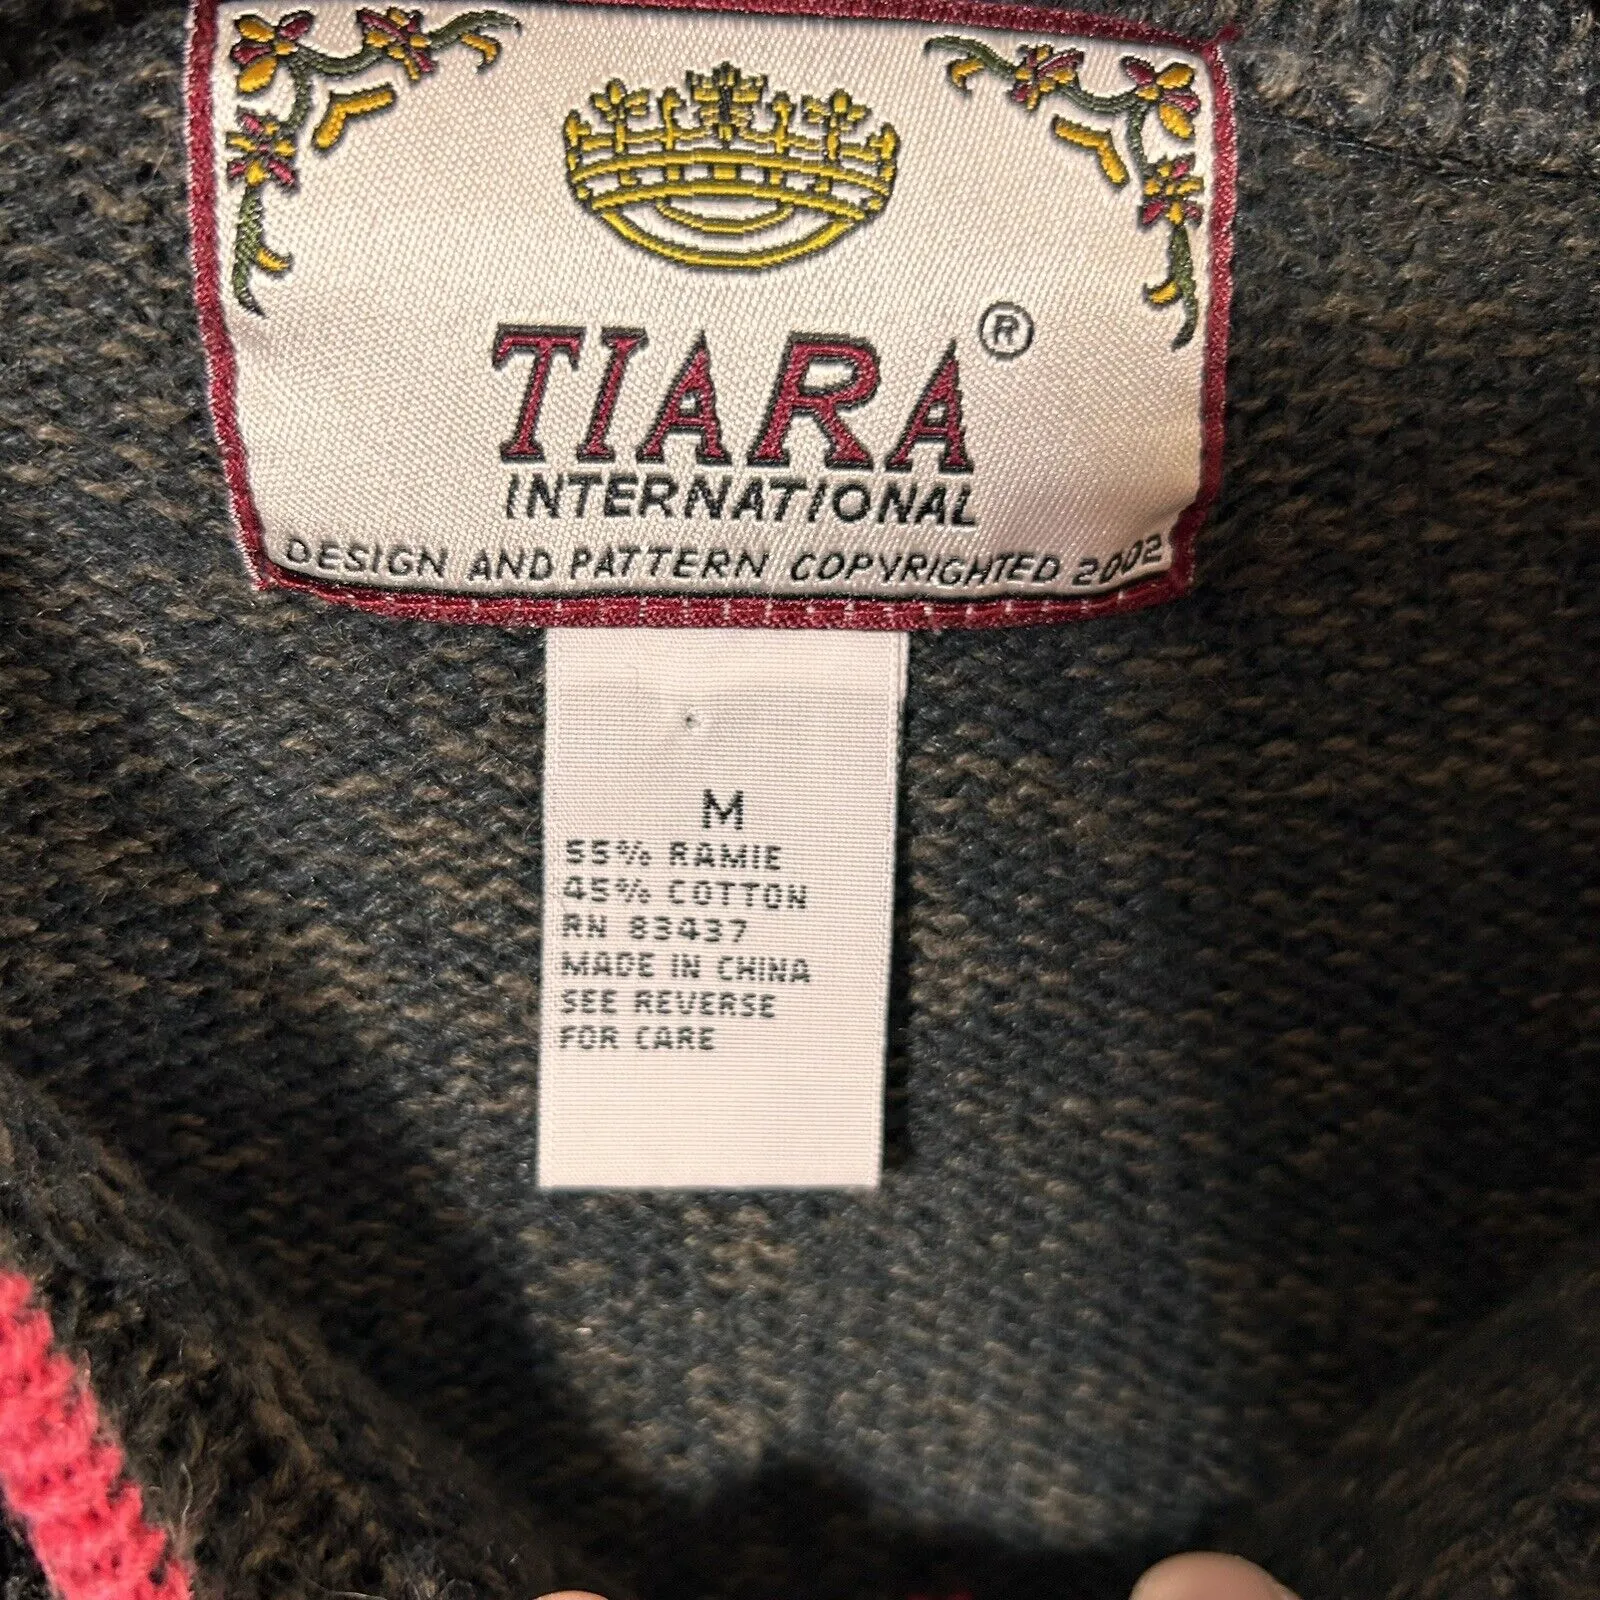 TIARA ®
INTERNATIONAL
DESIGN AND PATTERN COPYRIGHTED 2002
M
55% RAMIE
45% COTTON
RN 83437
MADE IN CHINA
SEE REVERSE
FOR CARE